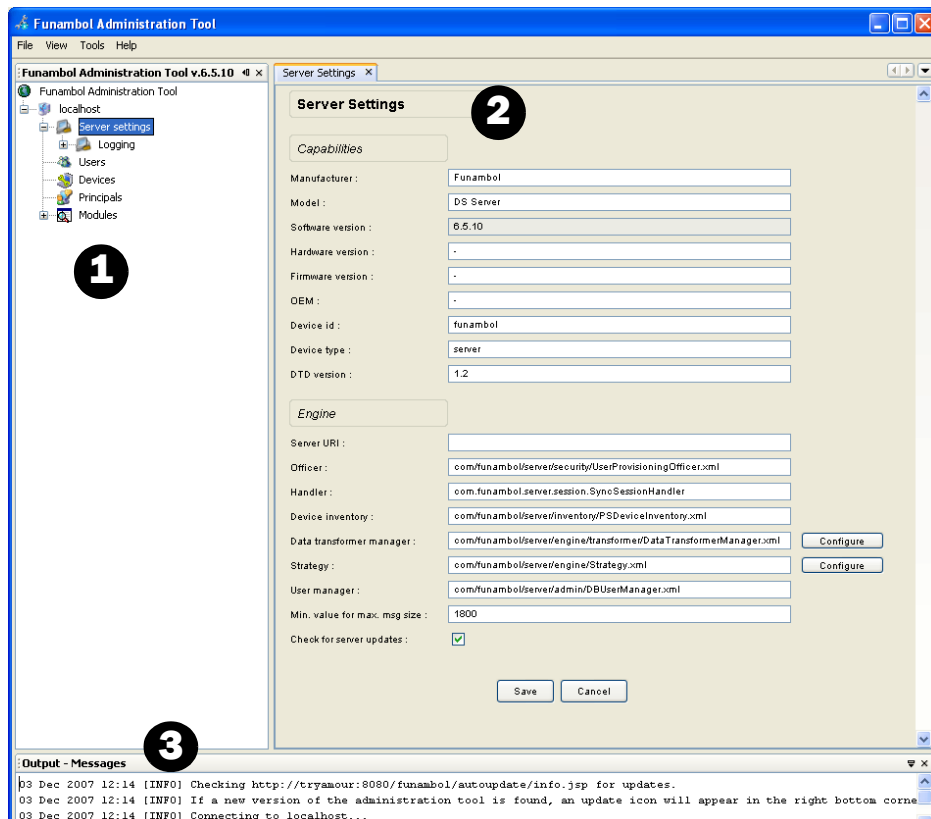 Funambol Administration Tool
File View Tools Help
Funambol Administration Tool v.6.5.10
Funambol Administration Tool
localhost
Server settings
Logging
Users
Devices
Principals
Modules
1
Server Settings
Server Settings
2
Capabilities
Manufacturer : Funambol
Model : DS Server
Software version : 6.5.10
Hardware version : -
Firmware version : -
OEM : -
Device id : funambol
Device type : server
DTD version : 1.2
Engine
Server URI :
Officer : com/funambol/server/security/UserProvisioningOfficer.xml
Handler : com.funambol.server.session.SyncSessionHandler
Device inventory : com/funambol/server/inventory/PSDeviceInventory.xml
Data transformer manager : com/funambol/server/engine/transformer/DataTransformerManager.xml Configure
Strategy : com/funambol/server/engine/Strategy.xml Configure
User manager : com/funambol/server/admin/DBUserManager.xml
Min. value for max. msg size : 1800
Check for server updates :
Save Cancel
3
Output - Messages
03 Dec 2007 12:14 [INFO] Checking http://tryamour:8080/funambol/autoupdate/info.jsp for updates.
03 Dec 2007 12:14 [INFO] If a new version of the administration tool is found, an update icon will appear in the right bottom corne
03 Dec 2007 12:14 [INFO] Connecting to localhost...